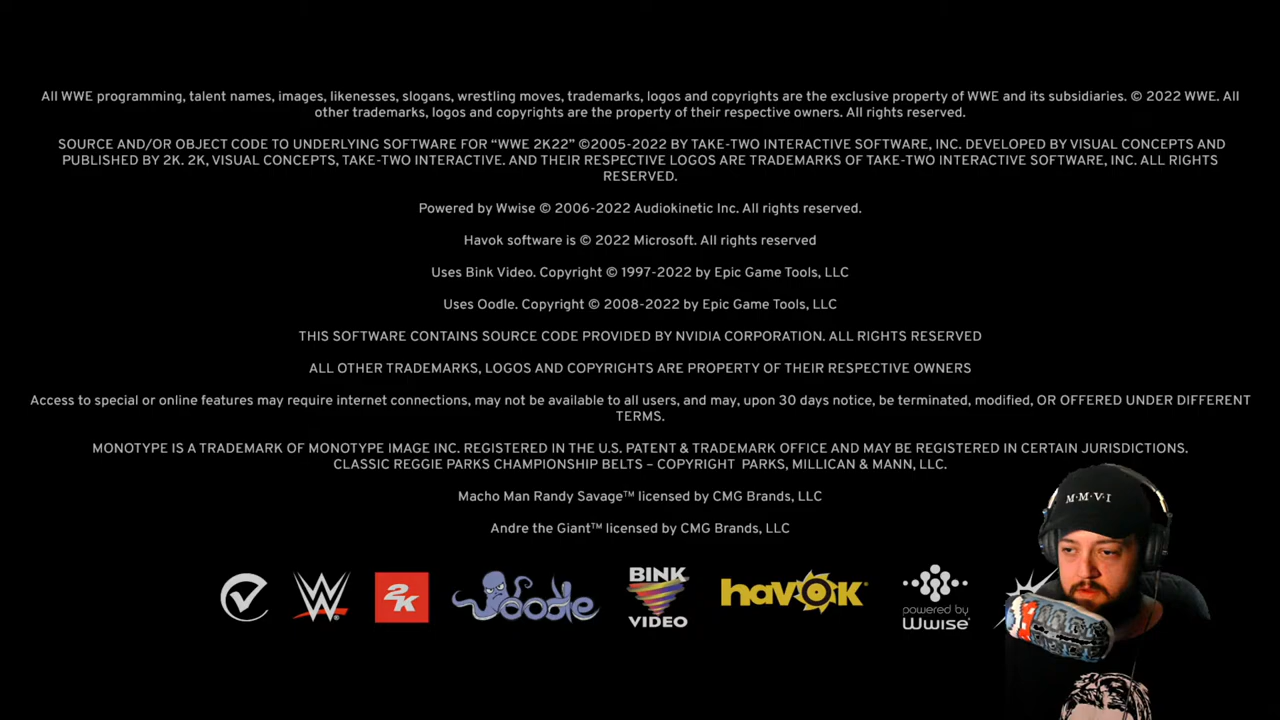 All WWE programming, talent names, images, likenesses, slogans, wrestling moves, trademarks, logos and copyrights are the exclusive property of WWE and its subsidiaries. © 2022 WWE. All
other trademarks, logos and copyrights are the property of their respective owners. All rights reserved.
SOURCE AND/OR OBJECT CODE TO UNDERLYING SOFTWARE FOR “WWE 2K22” ©2005-2022 BY TAKE-TWO INTERACTIVE SOFTWARE, INC. DEVELOPED BY VISUAL CONCEPTS AND
PUBLISHED BY 2K. 2K, VISUAL CONCEPTS, TAKE-TWO INTERACTIVE. AND THEIR RESPECTIVE LOGOS ARE TRADEMARKS OF TAKE-TWO INTERACTIVE SOFTWARE, INC. ALL RIGHTS
RESERVED.
Powered by Wwise © 2006-2022 Audiokinetic Inc. All rights reserved.
Havok software is © 2022 Microsoft. All rights reserved
Uses Bink Video. Copyright © 1997-2022 by Epic Game Tools, LLC
Uses Oodle. Copyright © 2008-2022 by Epic Game Tools, LLC
THIS SOFTWARE CONTAINS SOURCE CODE PROVIDED BY NVIDIA CORPORATION. ALL RIGHTS RESERVED
ALL OTHER TRADEMARKS, LOGOS AND COPYRIGHTS ARE PROPERTY OF THEIR RESPECTIVE OWNERS
Access to special or online features may require internet connections, may not be available to all users, and may, upon 30 days notice, be terminated, modified, OR OFFERED UNDER DIFFERENT
TERMS.
MONOTYPE IS A TRADEMARK OF MONOTYPE IMAGE INC. REGISTERED IN THE U.S. PATENT & TRADEMARK OFFICE AND MAY BE REGISTERED IN CERTAIN JURISDICTIONS.
CLASSIC REGGIE PARKS CHAMPIONSHIP BELTS – COPYRIGHT PARKS, MILLICAN & MANN, LLC.
Macho Man Randy Savage™ licensed by CMG Brands, LLC
Andre the Giant™ licensed by CMG Brands, LLC
M·M·V·I
W®
2K
oodle
BINK
VIDEO
havok
powered by
wwise